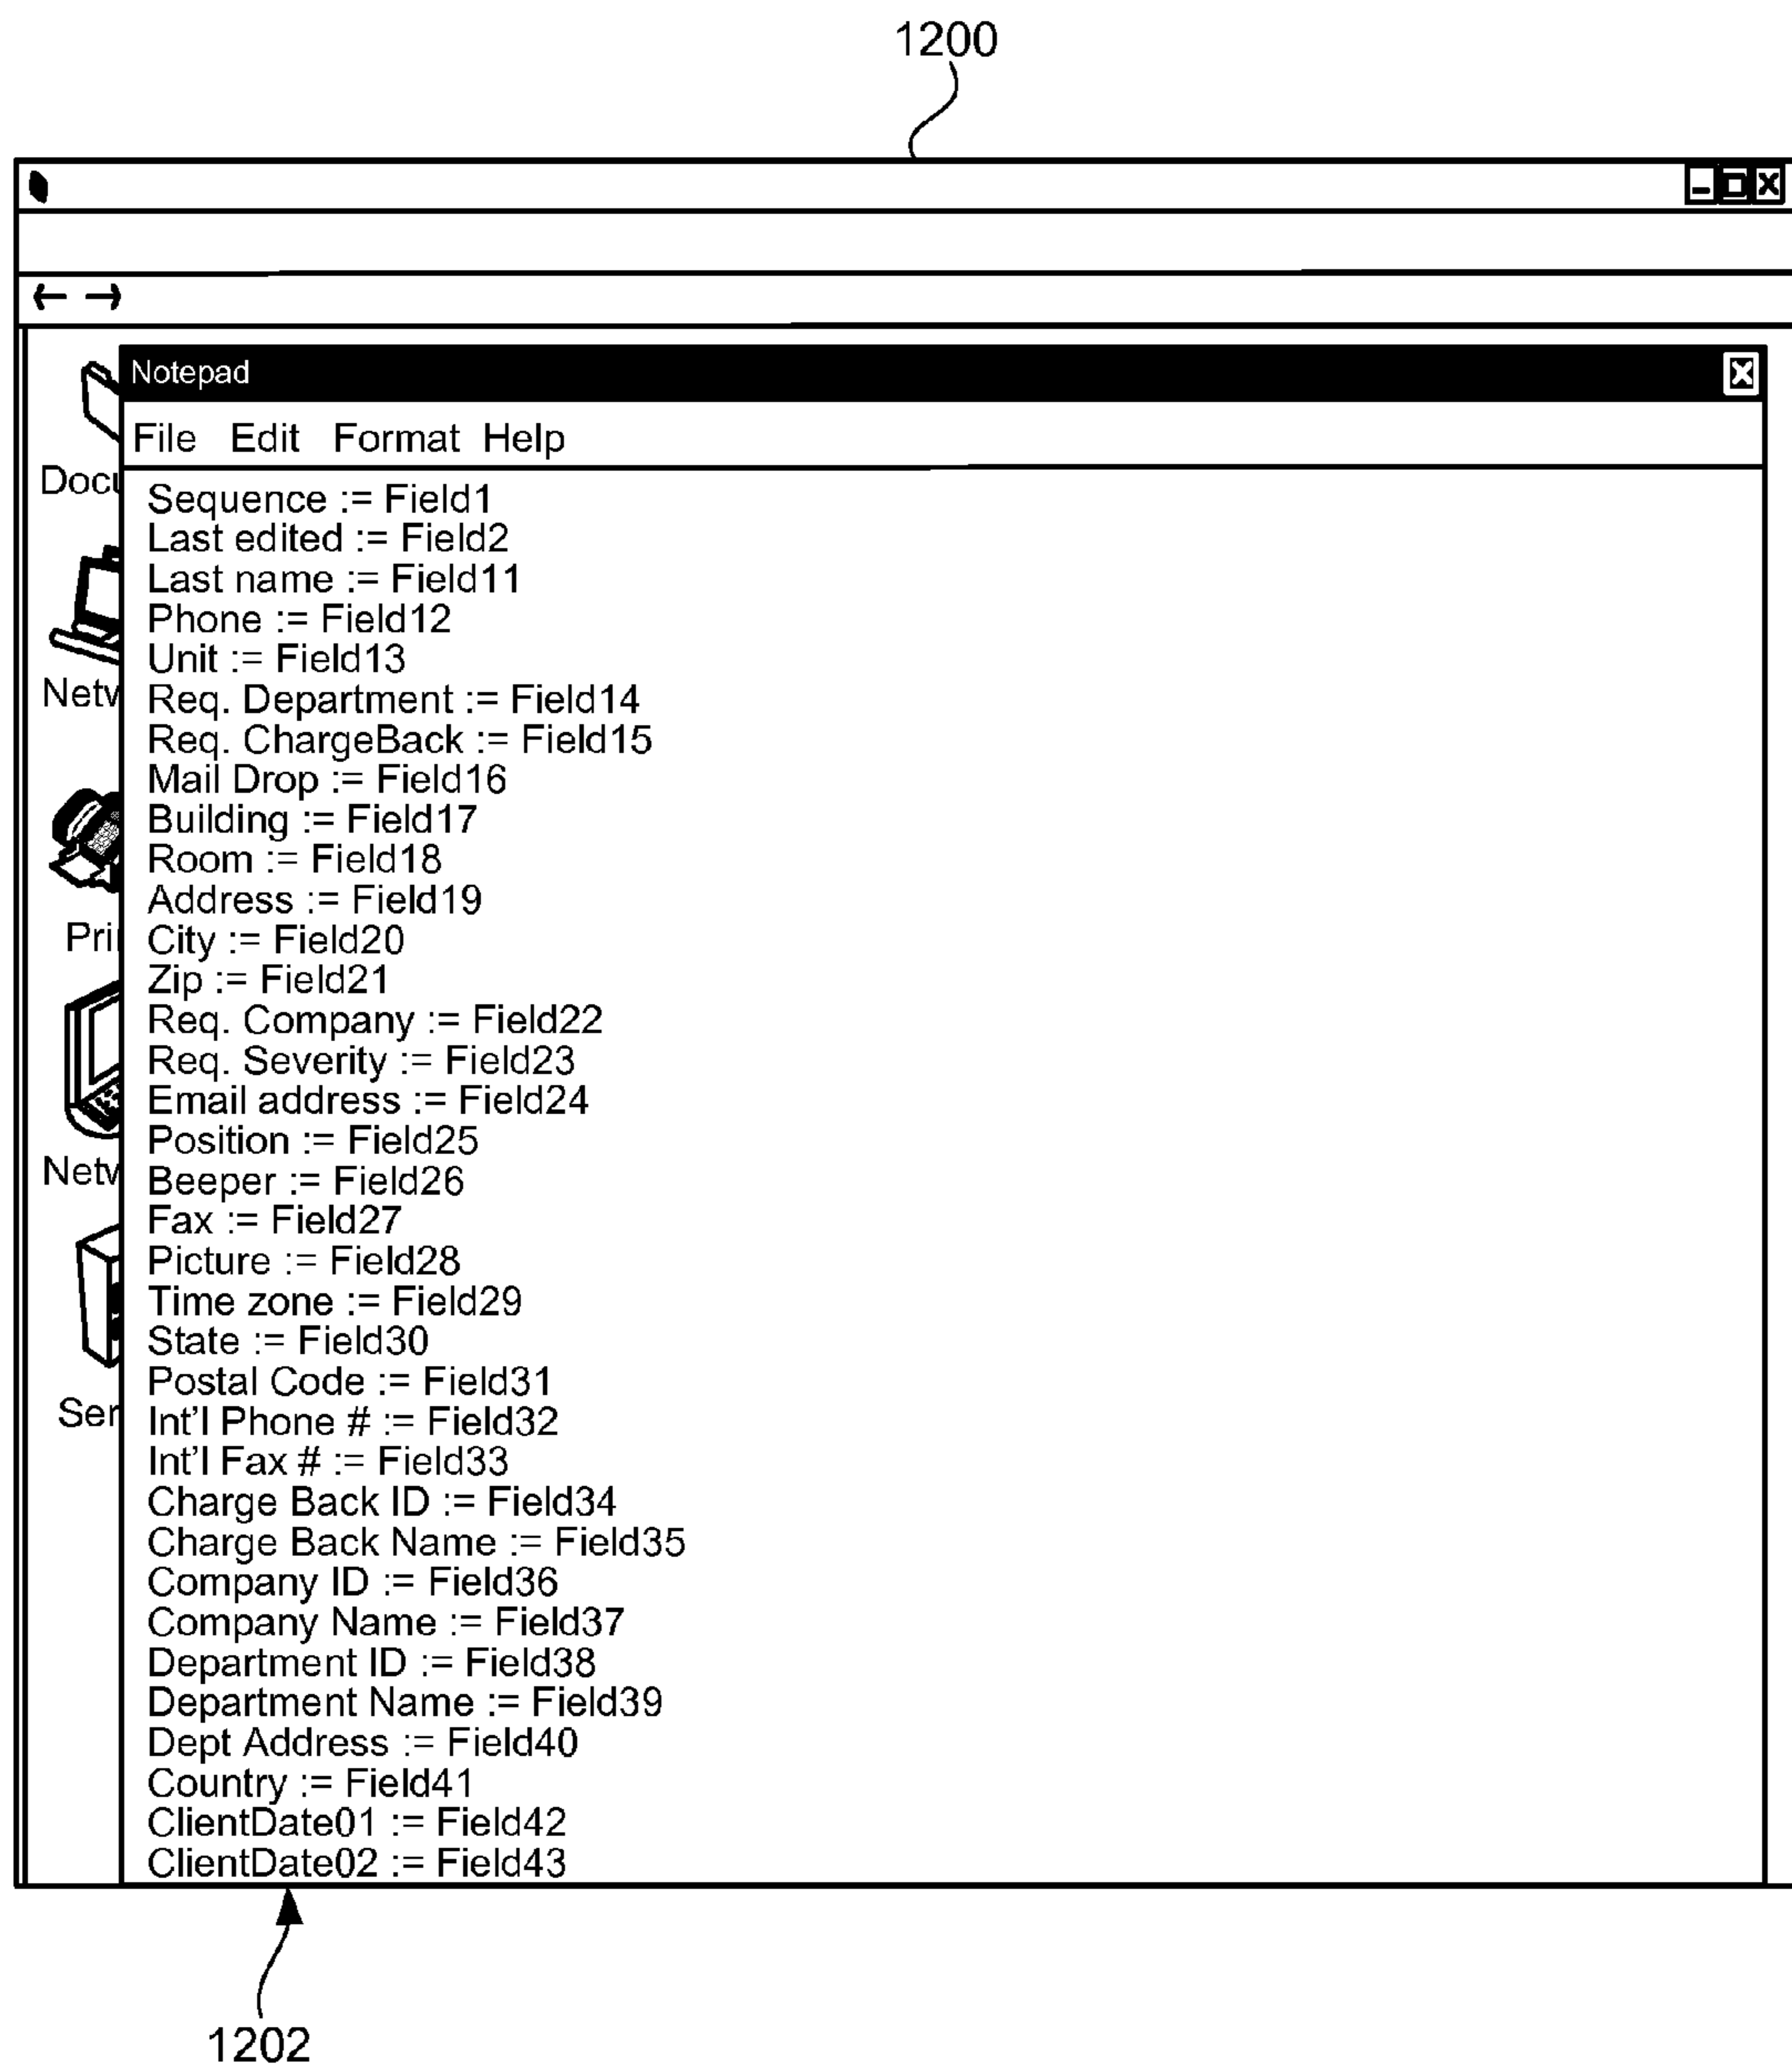 1200
Notepad
File Edit Format Help
Sequence := Field1
Last edited := Field2
Last name := Field11
Phone := Field12
Unit := Field13
Req. Department := Field14
Req. ChargeBack := Field15
Mail Drop := Field16
Building := Field17
Room := Field18
Address := Field19
City := Field20
Zip := Field21
Req. Company := Field22
Req. Severity := Field23
Email address := Field24
Position := Field25
Beeper := Field26
Fax := Field27
Picture := Field28
Time zone := Field29
State := Field30
Postal Code := Field31
Int'l Phone # := Field32
Int'l Fax # := Field33
Charge Back ID := Field34
Charge Back Name := Field35
Company ID := Field36
Company Name := Field37
Department ID := Field38
Department Name := Field39
Dept Address := Field40
Country := Field41
ClientDate01 := Field42
ClientDate02 := Field43
1202